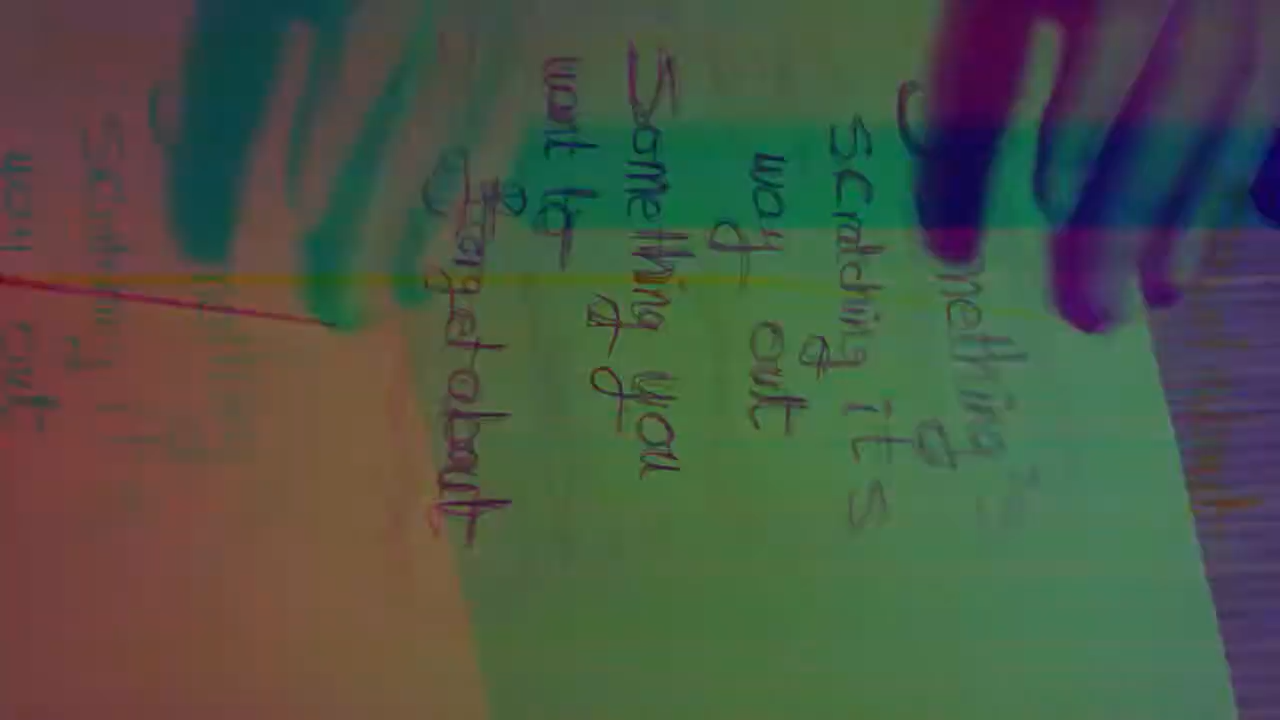 Something's
scratching its
way out
Something you
want to
forget about